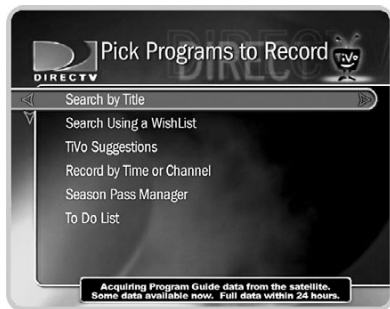 Pick Programs to Record
TiVo
DIRECTV
DIRECTV
Search by Title
Search Using a WishList
TiVo Suggestions
Record by Time or Channel
Season Pass Manager
To Do List
Acquiring Program Guide data from the satellite.
Some data available now. Full data within 24 hours.